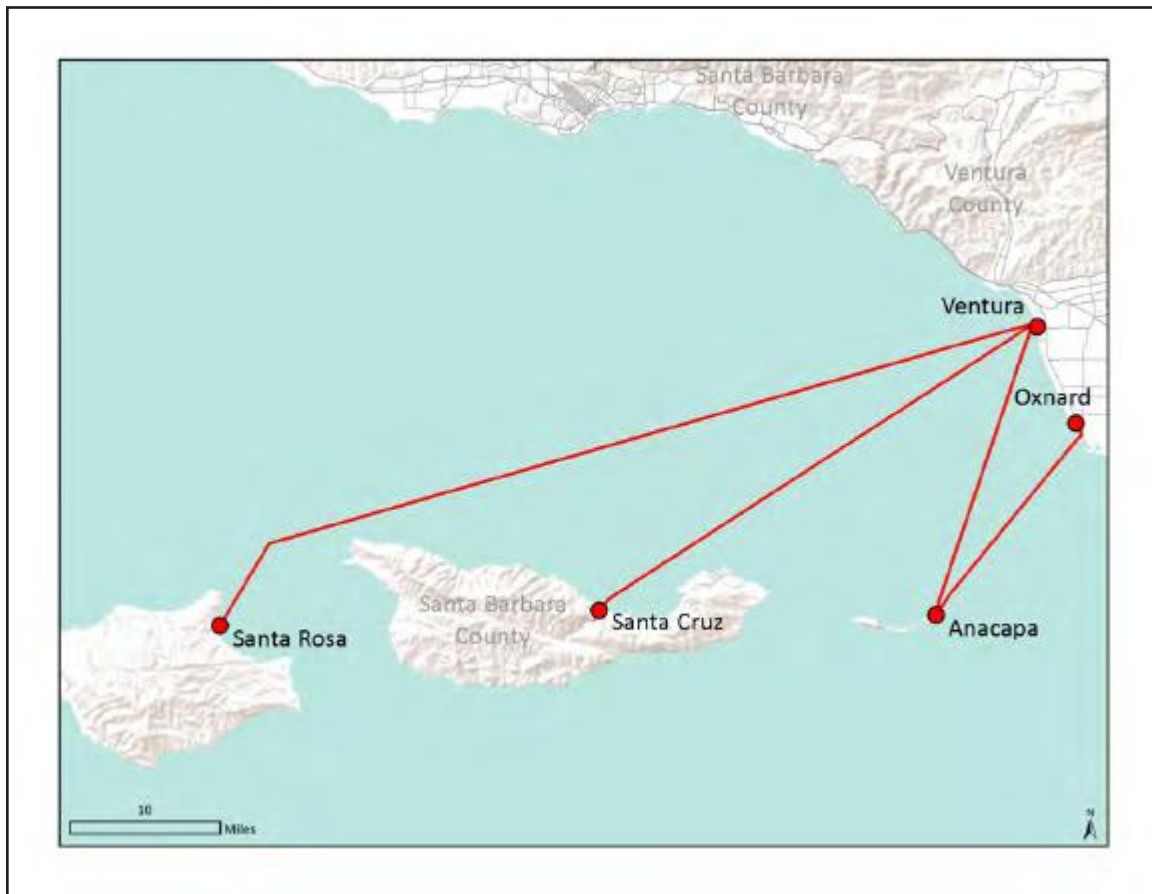 Santa Barbara
County
Ventura
County
Ventura
Oxnard
Santa Barbara
County
Santa Cruz
Anacapa
Santa Rosa
10
Miles
N